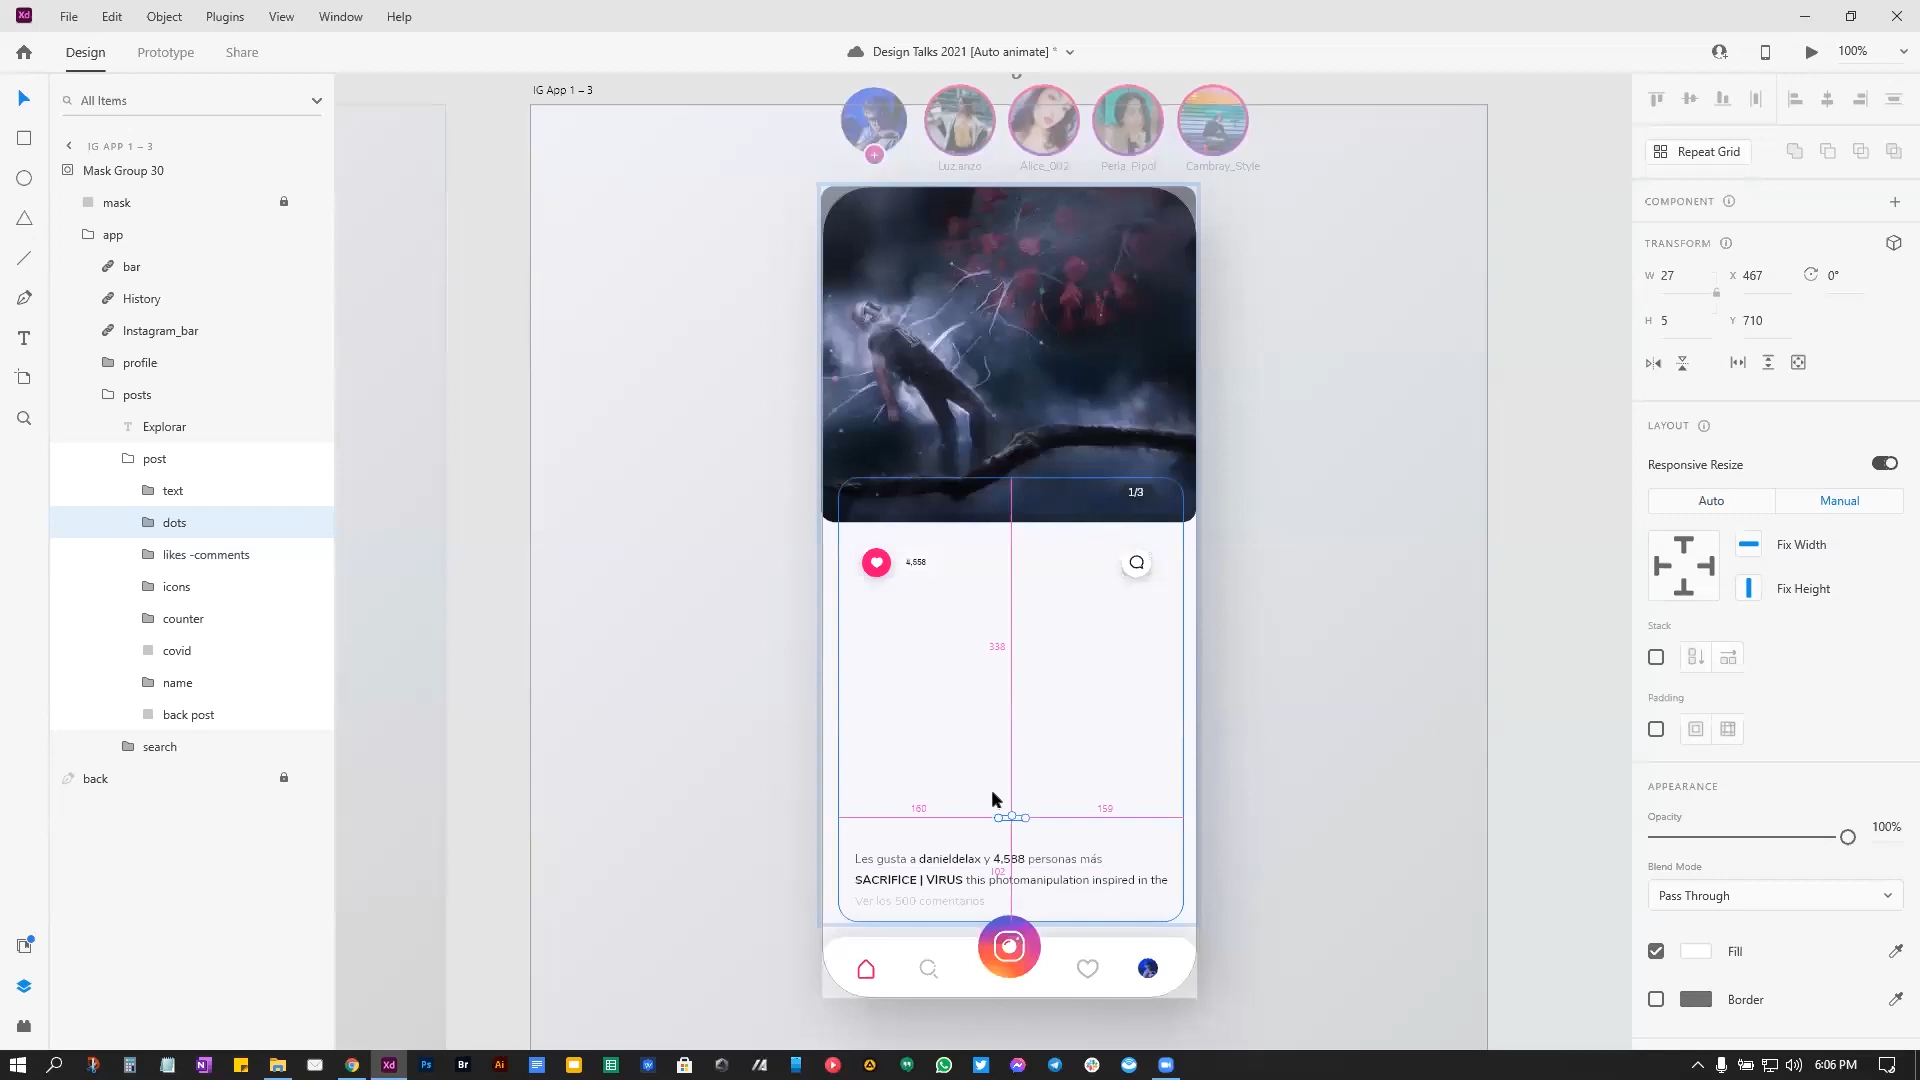 Xd File Edit Object Plugins View Window Help
Design Prototype Share Design Talks 2021 [Auto animate] * 100%
All Items
IG App 1 – 3
IG APP 1 – 3
Mask Group 30
mask
app
bar
History
Instagram_bar
profile
posts
T Explorar
post
text
dots
likes -comments
icons
counter
covid
name
back post
search
back
Luz.anzo Alice_002 Perla_Pipol Cambray_Style
1/3
4,558
338
160 159
Les gusta a danieldelax y 4,588 personas más
102
SACRIFICE | VIRUS this photomanipulation inspired in the
Ver los 500 comentarios
Repeat Grid
COMPONENT
TRANSFORM
W 27 X 467 0°
H 5 Y 710
LAYOUT
Responsive Resize
Auto Manual
Fix Width
Fix Height
Stack
Padding
APPEARANCE
Opacity
100%
Blend Mode
Pass Through
Fill
Border
Xd Ps Br Ai 6:06 PM